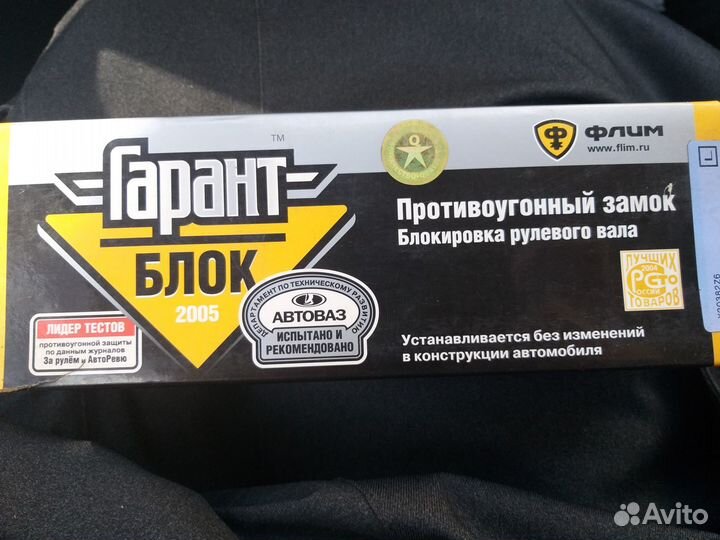 Гарант
TM
БЛОК
2005
ЛИДЕР ТЕСТОВ
противоугонной защиты
по данным журналов
За рулём и АвтоРевю
ДЕПАРТАМЕНТ ПО ТЕХНИЧЕСКОМУ РАЗВИТИЮ
АВТОВАЗ
ИСПЫТАНО И
РЕКОМЕНДОВАНО
ФЛИМ
www.flim.ru
Противоугонный замок
Блокировка рулевого вала
ЛУЧШИХ
2004
РОССИИ
ТОВАРОВ
Устанавливается без изменений
в конструкции автомобиля
L
Avito